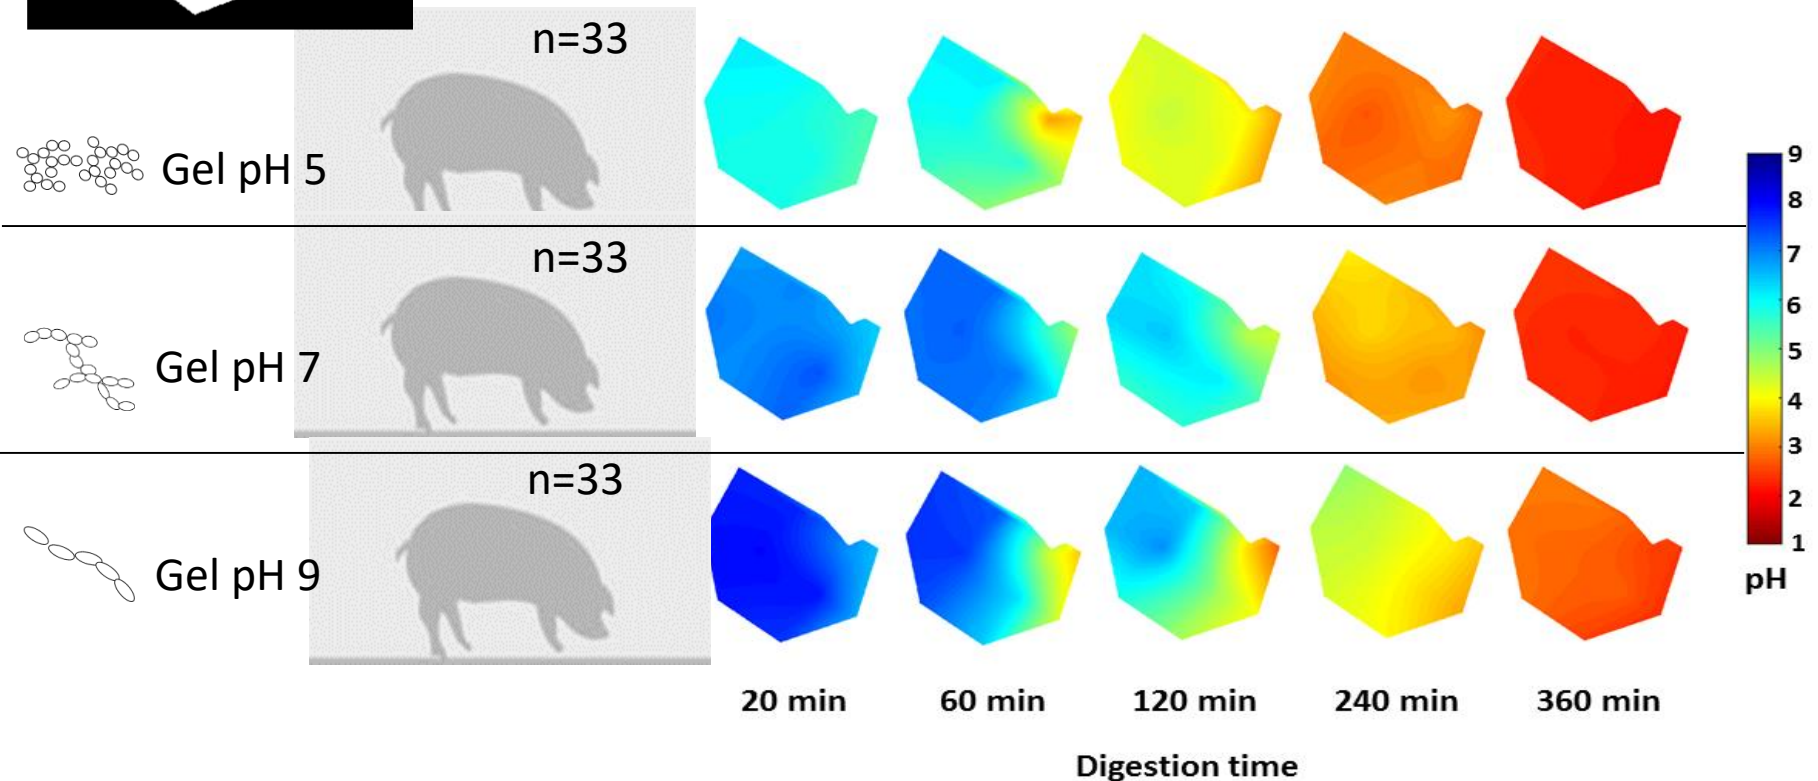 n=33
Gel pH 5
n=33
Gel pH 7
n=33
Gel pH 9
9
8
7
6
5
4
3
2
1
pH
20 min 60 min 120 min 240 min 360 min
Digestion time